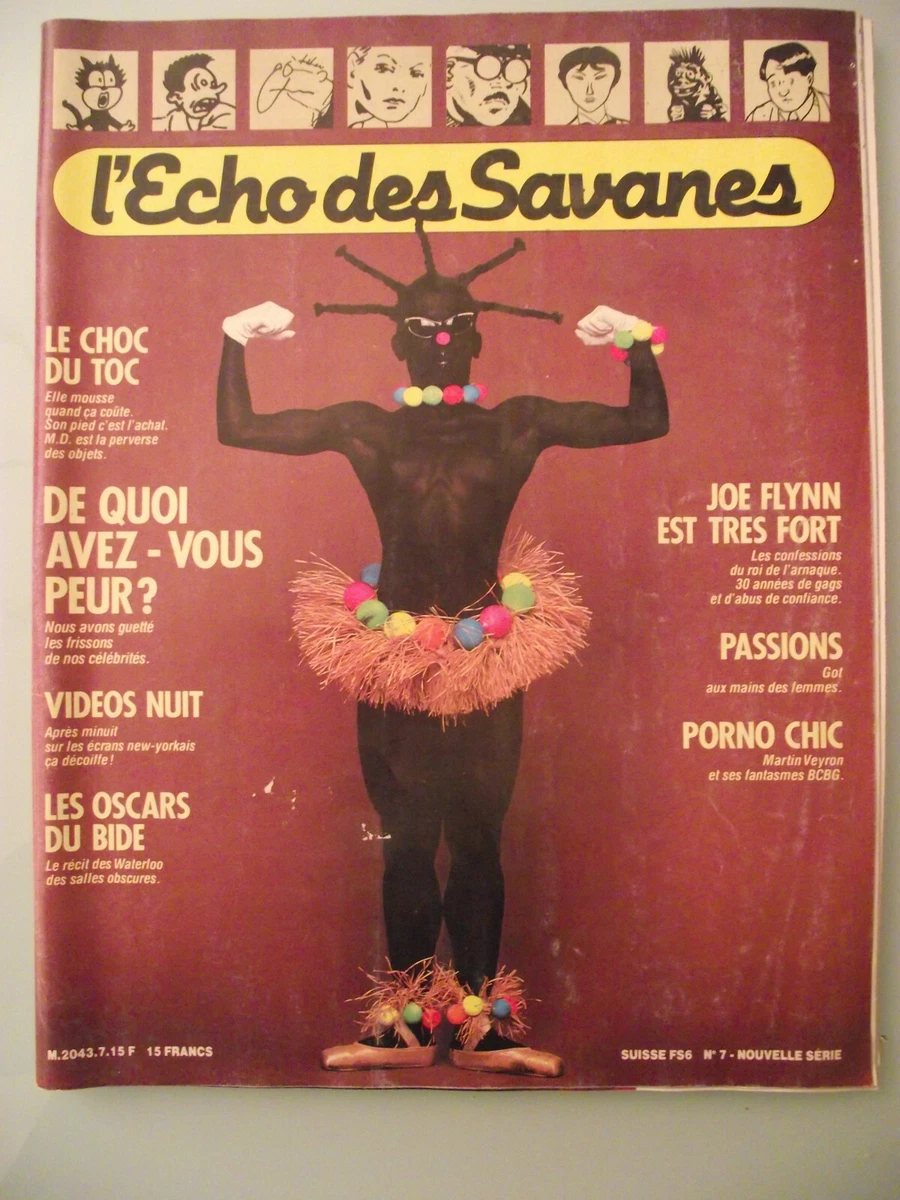 l'Echo des Savanes
LE CHOC
DU TOC
Elle mousse
quand ça coûte.
Son pied c'est l'achat.
M.D. est la perverse
des objets.
DE QUOI
AVEZ - VOUS
PEUR?
Nous avons guetté
les frissons
de nos célébrités.
VIDEOS NUIT
Après minuit
sur les écrans new-yorkais
ça décoiffe!
LES OSCARS
DU BIDE
Le récit des Waterloo
des salles obscures.
JOE FLYNN
EST TRES FORT
Les confessions
du roi de l'arnaque.
30 années de gags
et d'abus de confiance.
PASSIONS
Got
aux mains des femmes.
PORNO CHIC
Martin Veyron
et ses fantasmes BCBG.
M.2043.7.15 F 15 FRANCS
SUISSE FS6 N° 7 - NOUVELLE SÉRIE